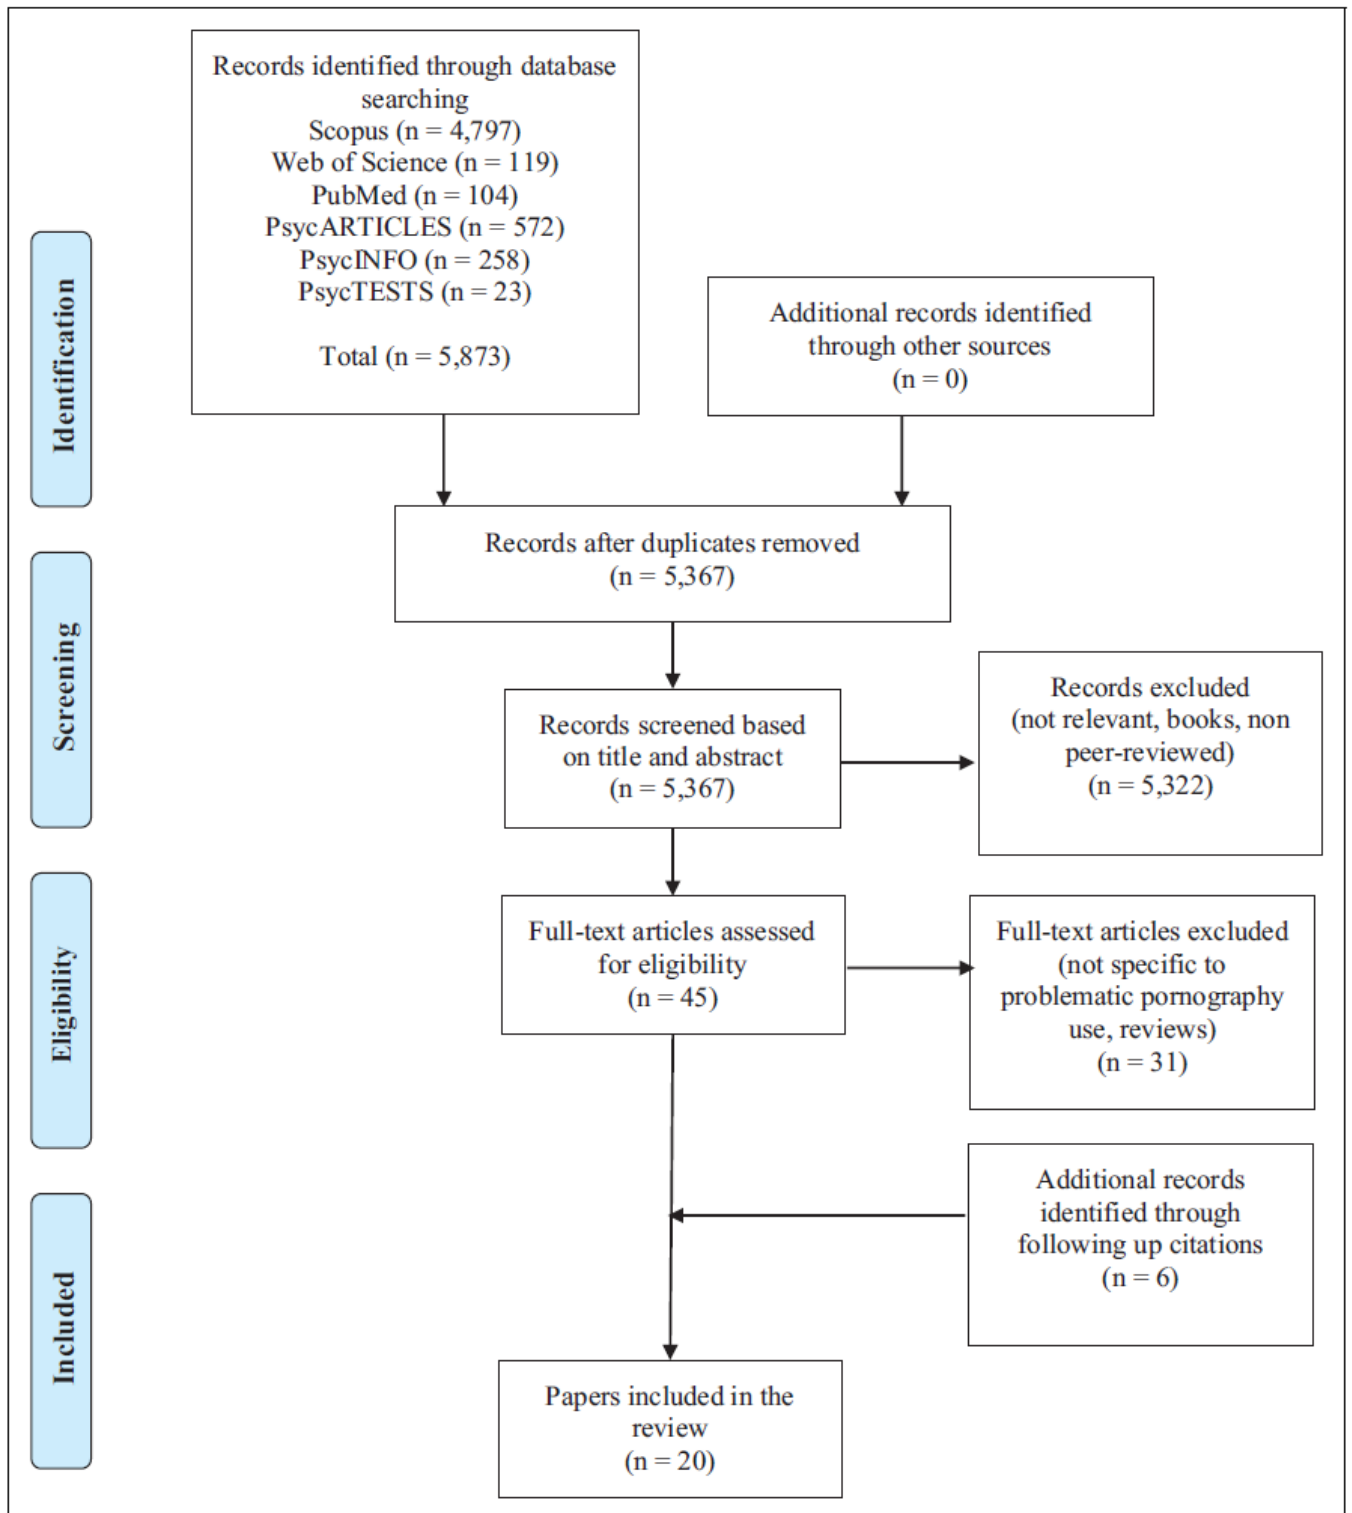 Records identified through database
searching
Scopus (n = 4,797)
Web of Science (n = 119)
PubMed (n = 104)
PsycARTICLES (n = 572)
PsycINFO (n = 258)
PsycTESTS (n = 23)
Total (n = 5,873)
Identification
Additional records identified
through other sources
(n = 0)
Records after duplicates removed
(n = 5,367)
Screening
Records screened based
on title and abstract
(n = 5,367)
Records excluded
(not relevant, books, non
peer-reviewed)
(n = 5,322)
Eligibility
Full-text articles assessed
for eligibility
(n = 45)
Full-text articles excluded
(not specific to
problematic pornography
use, reviews)
(n = 31)
Additional records
identified through
following up citations
(n = 6)
Included
Papers included in the
review
(n = 20)